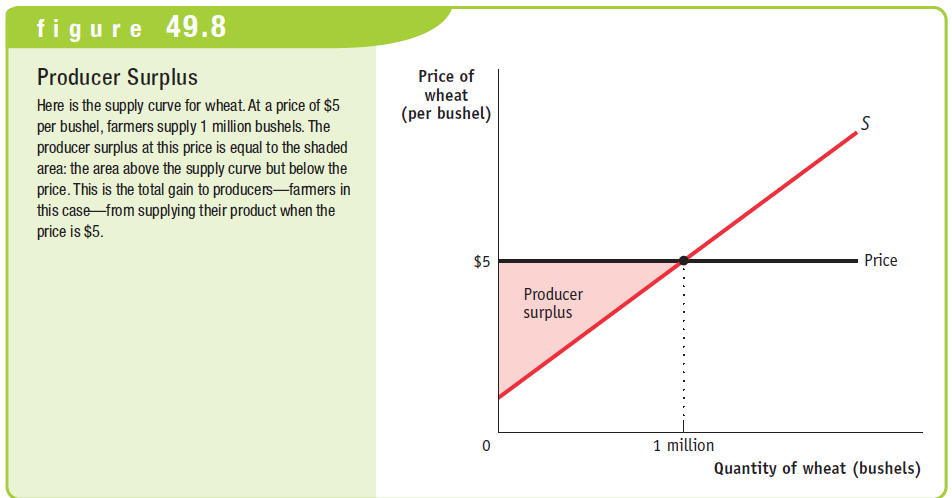 figure 49.8
Producer Surplus
Here is the supply curve for wheat. At a price of $5
per bushel, farmers supply 1 million bushels. The
producer surplus at this price is equal to the shaded
area: the area above the supply curve but below the
price. This is the total gain to producers—farmers in
this case—from supplying their product when the
price is $5.
Price of
wheat
(per bushel)
S
$5
Price
Producer
surplus
0
1 million
Quantity of wheat (bushels)